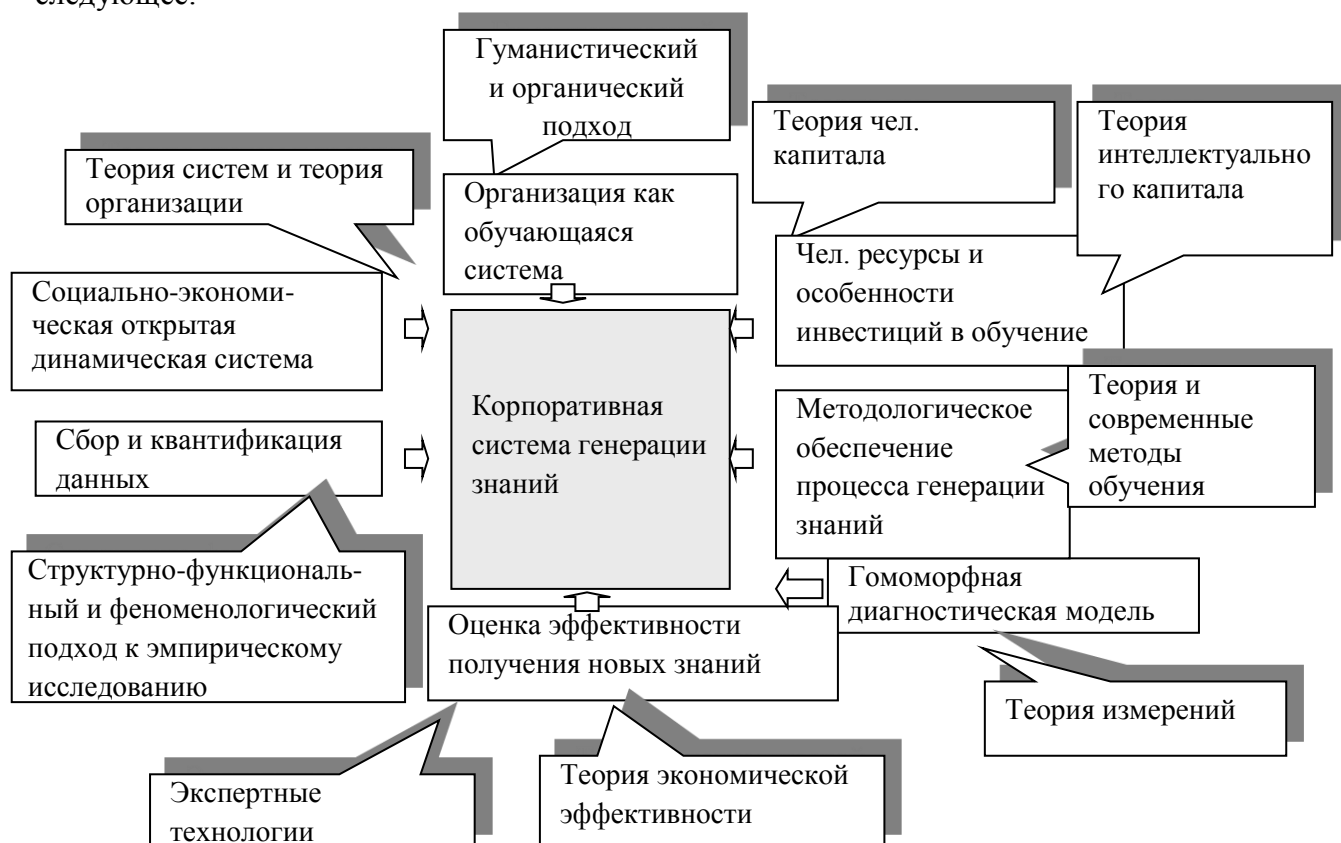 следующее:
Гуманистический
и органический
подход
Теория чел.
капитала
Теория
интеллектуально
го капитала
Теория систем и теория
организации
Организация как
обучающаяся
система
Чел. ресурсы и
особенности
инвестиций в обучение
Социально-экономи-
ческая открытая
динамическая система
Корпоративная
система генерации
знаний
Методологическое
обеспечение
процесса генерации
знаний
Теория и
современные
методы
обучения
Сбор и квантификация
данных
Структурно-функциональ-
ный и феноменологический
подход к эмпирическому
исследованию
Гомоморфная
диагностическая модель
Оценка эффективности
получения новых знаний
Теория измерений
Экспертные
технологии
Теория экономической
эффективности